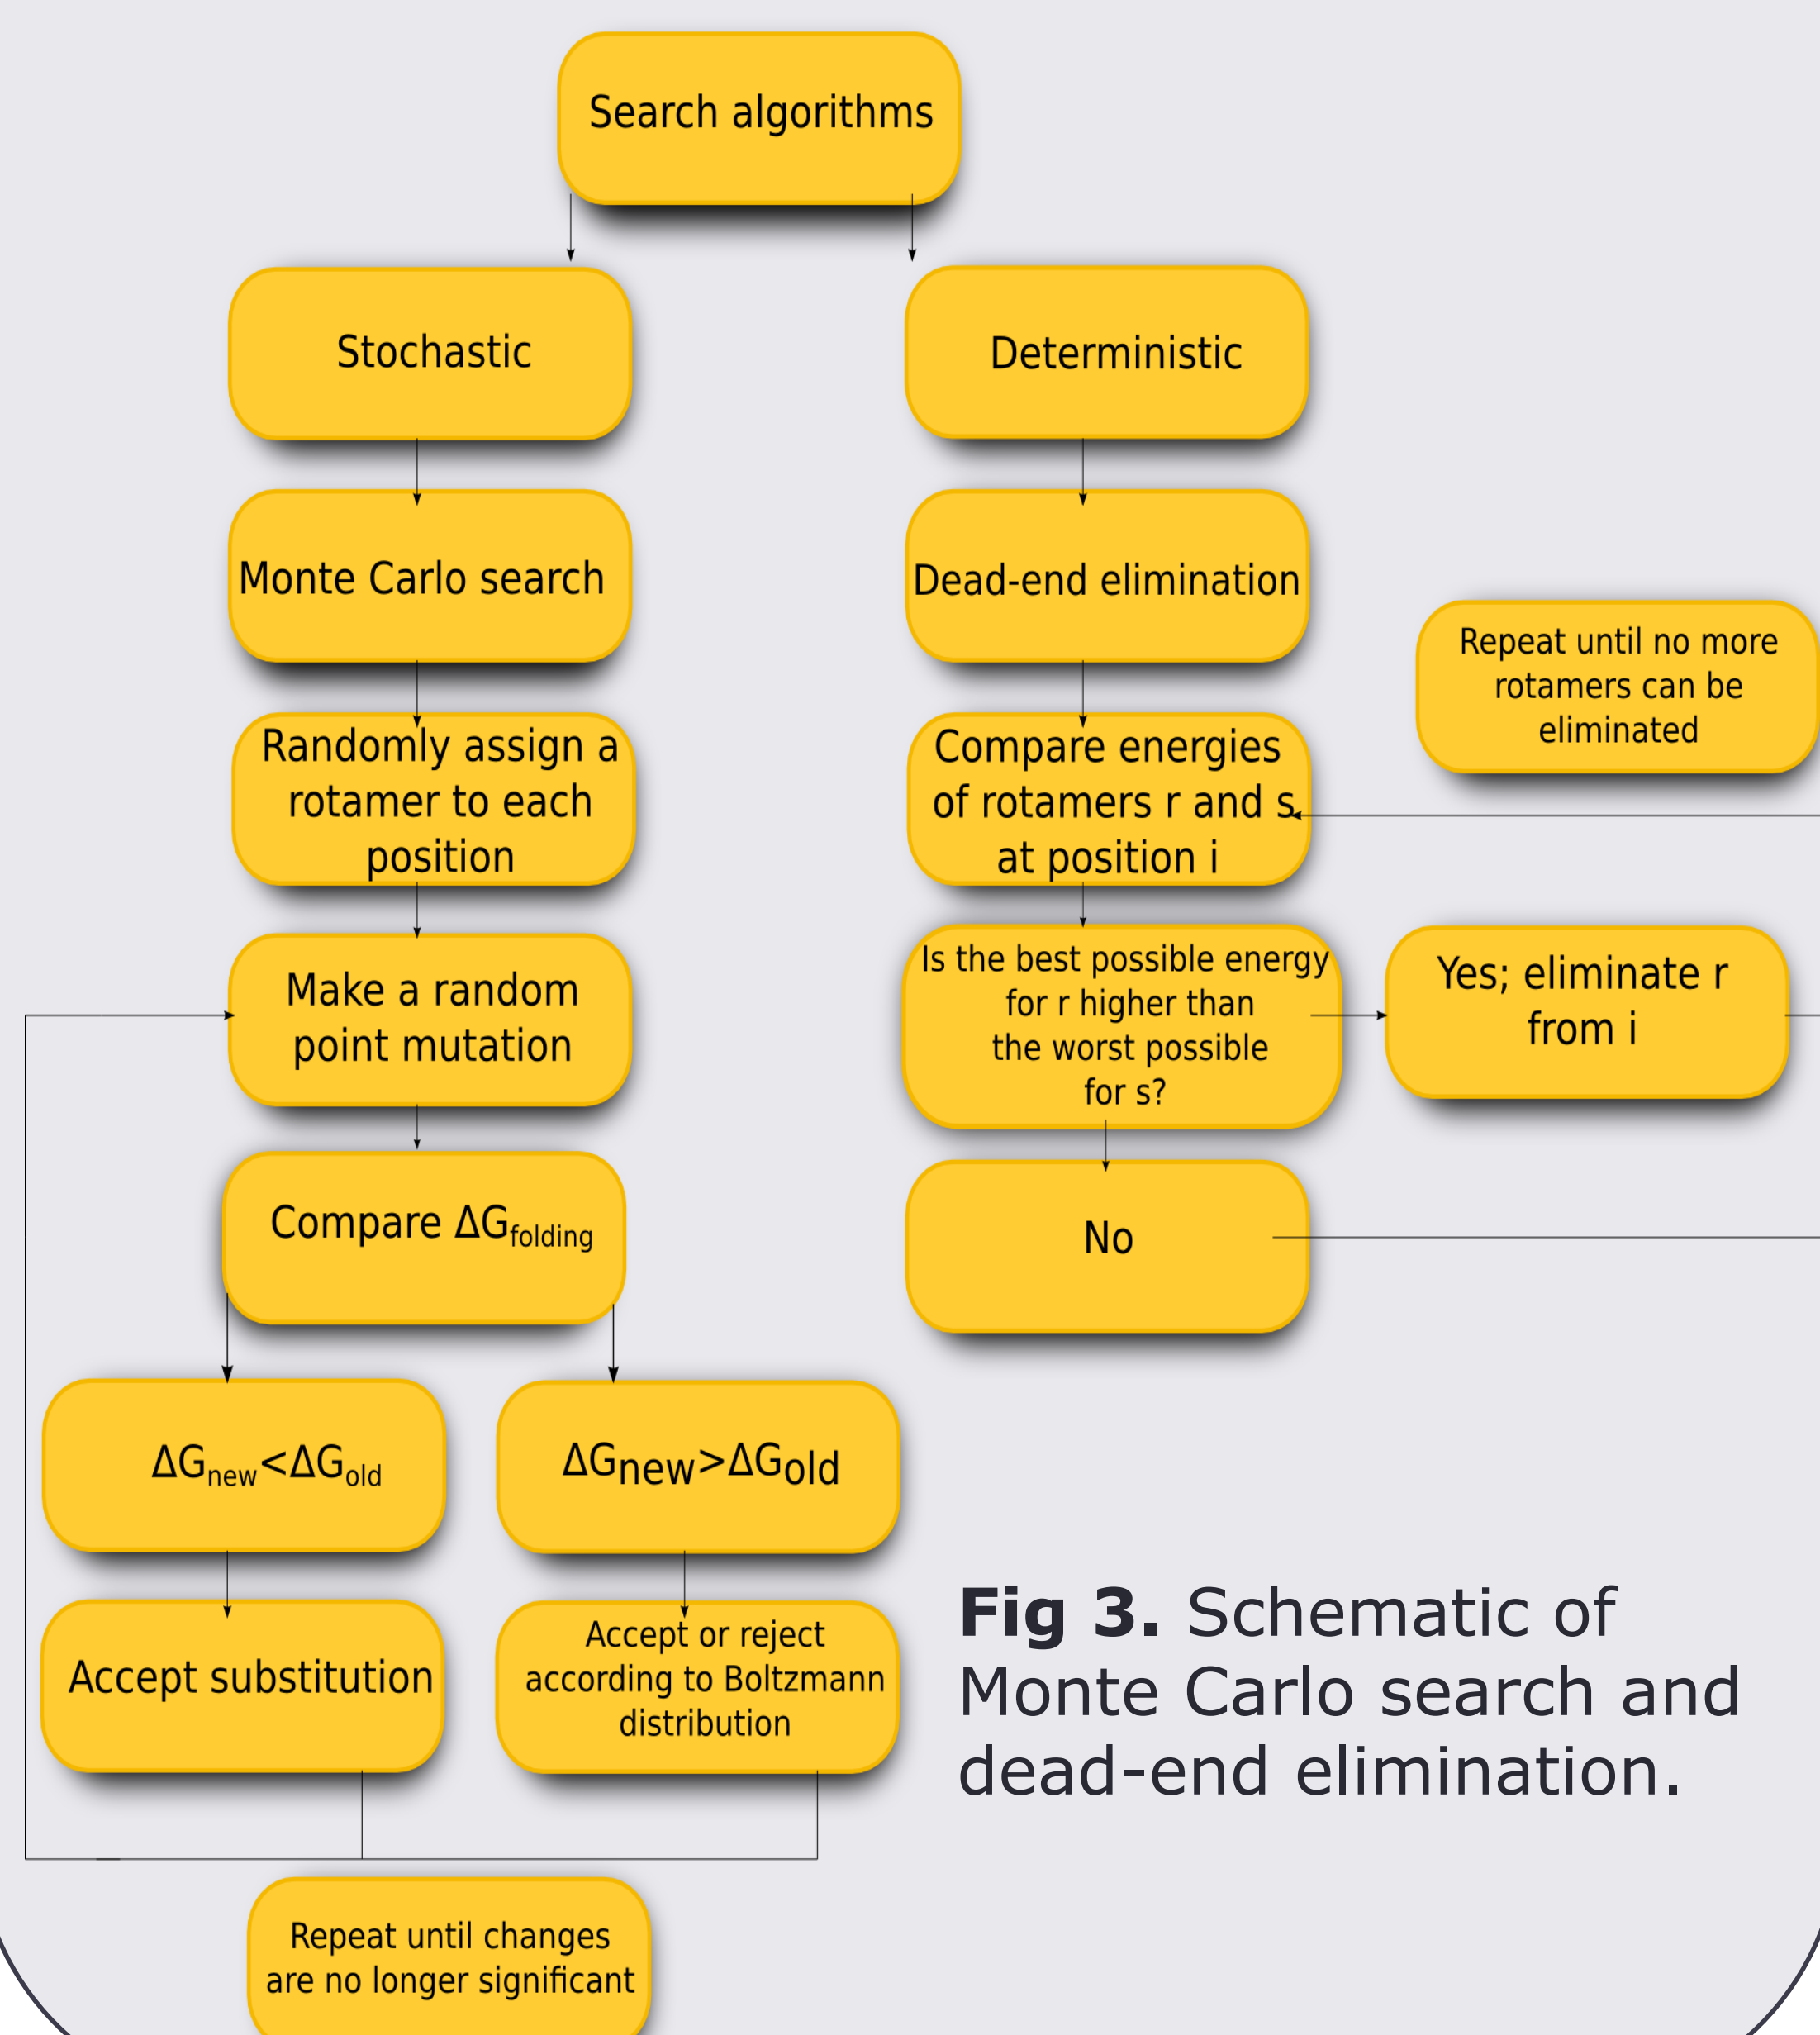 Search algorithms
Stochastic
Monte Carlo search
Randomly assign a
rotamer to each
position
Make a random
point mutation
Compare ΔGfolding
ΔGnew<ΔGold
ΔGnew>ΔGold
Accept substitution
Accept or reject
according to Boltzmann
distribution
Repeat until changes
are no longer significant
Deterministic
Dead-end elimination
Compare energies
of rotamers r and s
at position i
Is the best possible energy
for r higher than
the worst possible
for s?
Yes; eliminate r
from i
No
Repeat until no more
rotamers can be
eliminated
Fig 3. Schematic of
Monte Carlo search and
dead-end elimination.